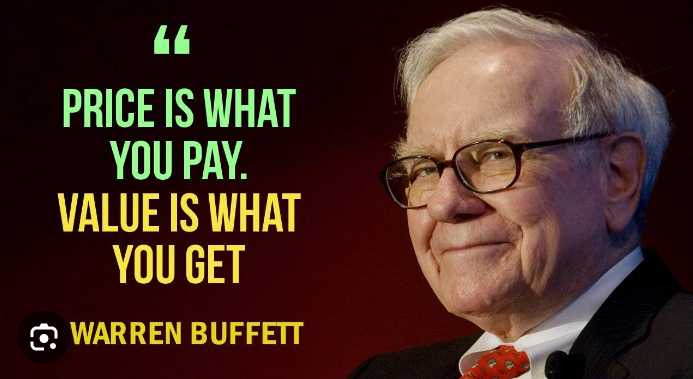 “
PRICE IS WHAT
YOU PAY.
VALUE IS WHAT
YOU GET
WARREN BUFFETT